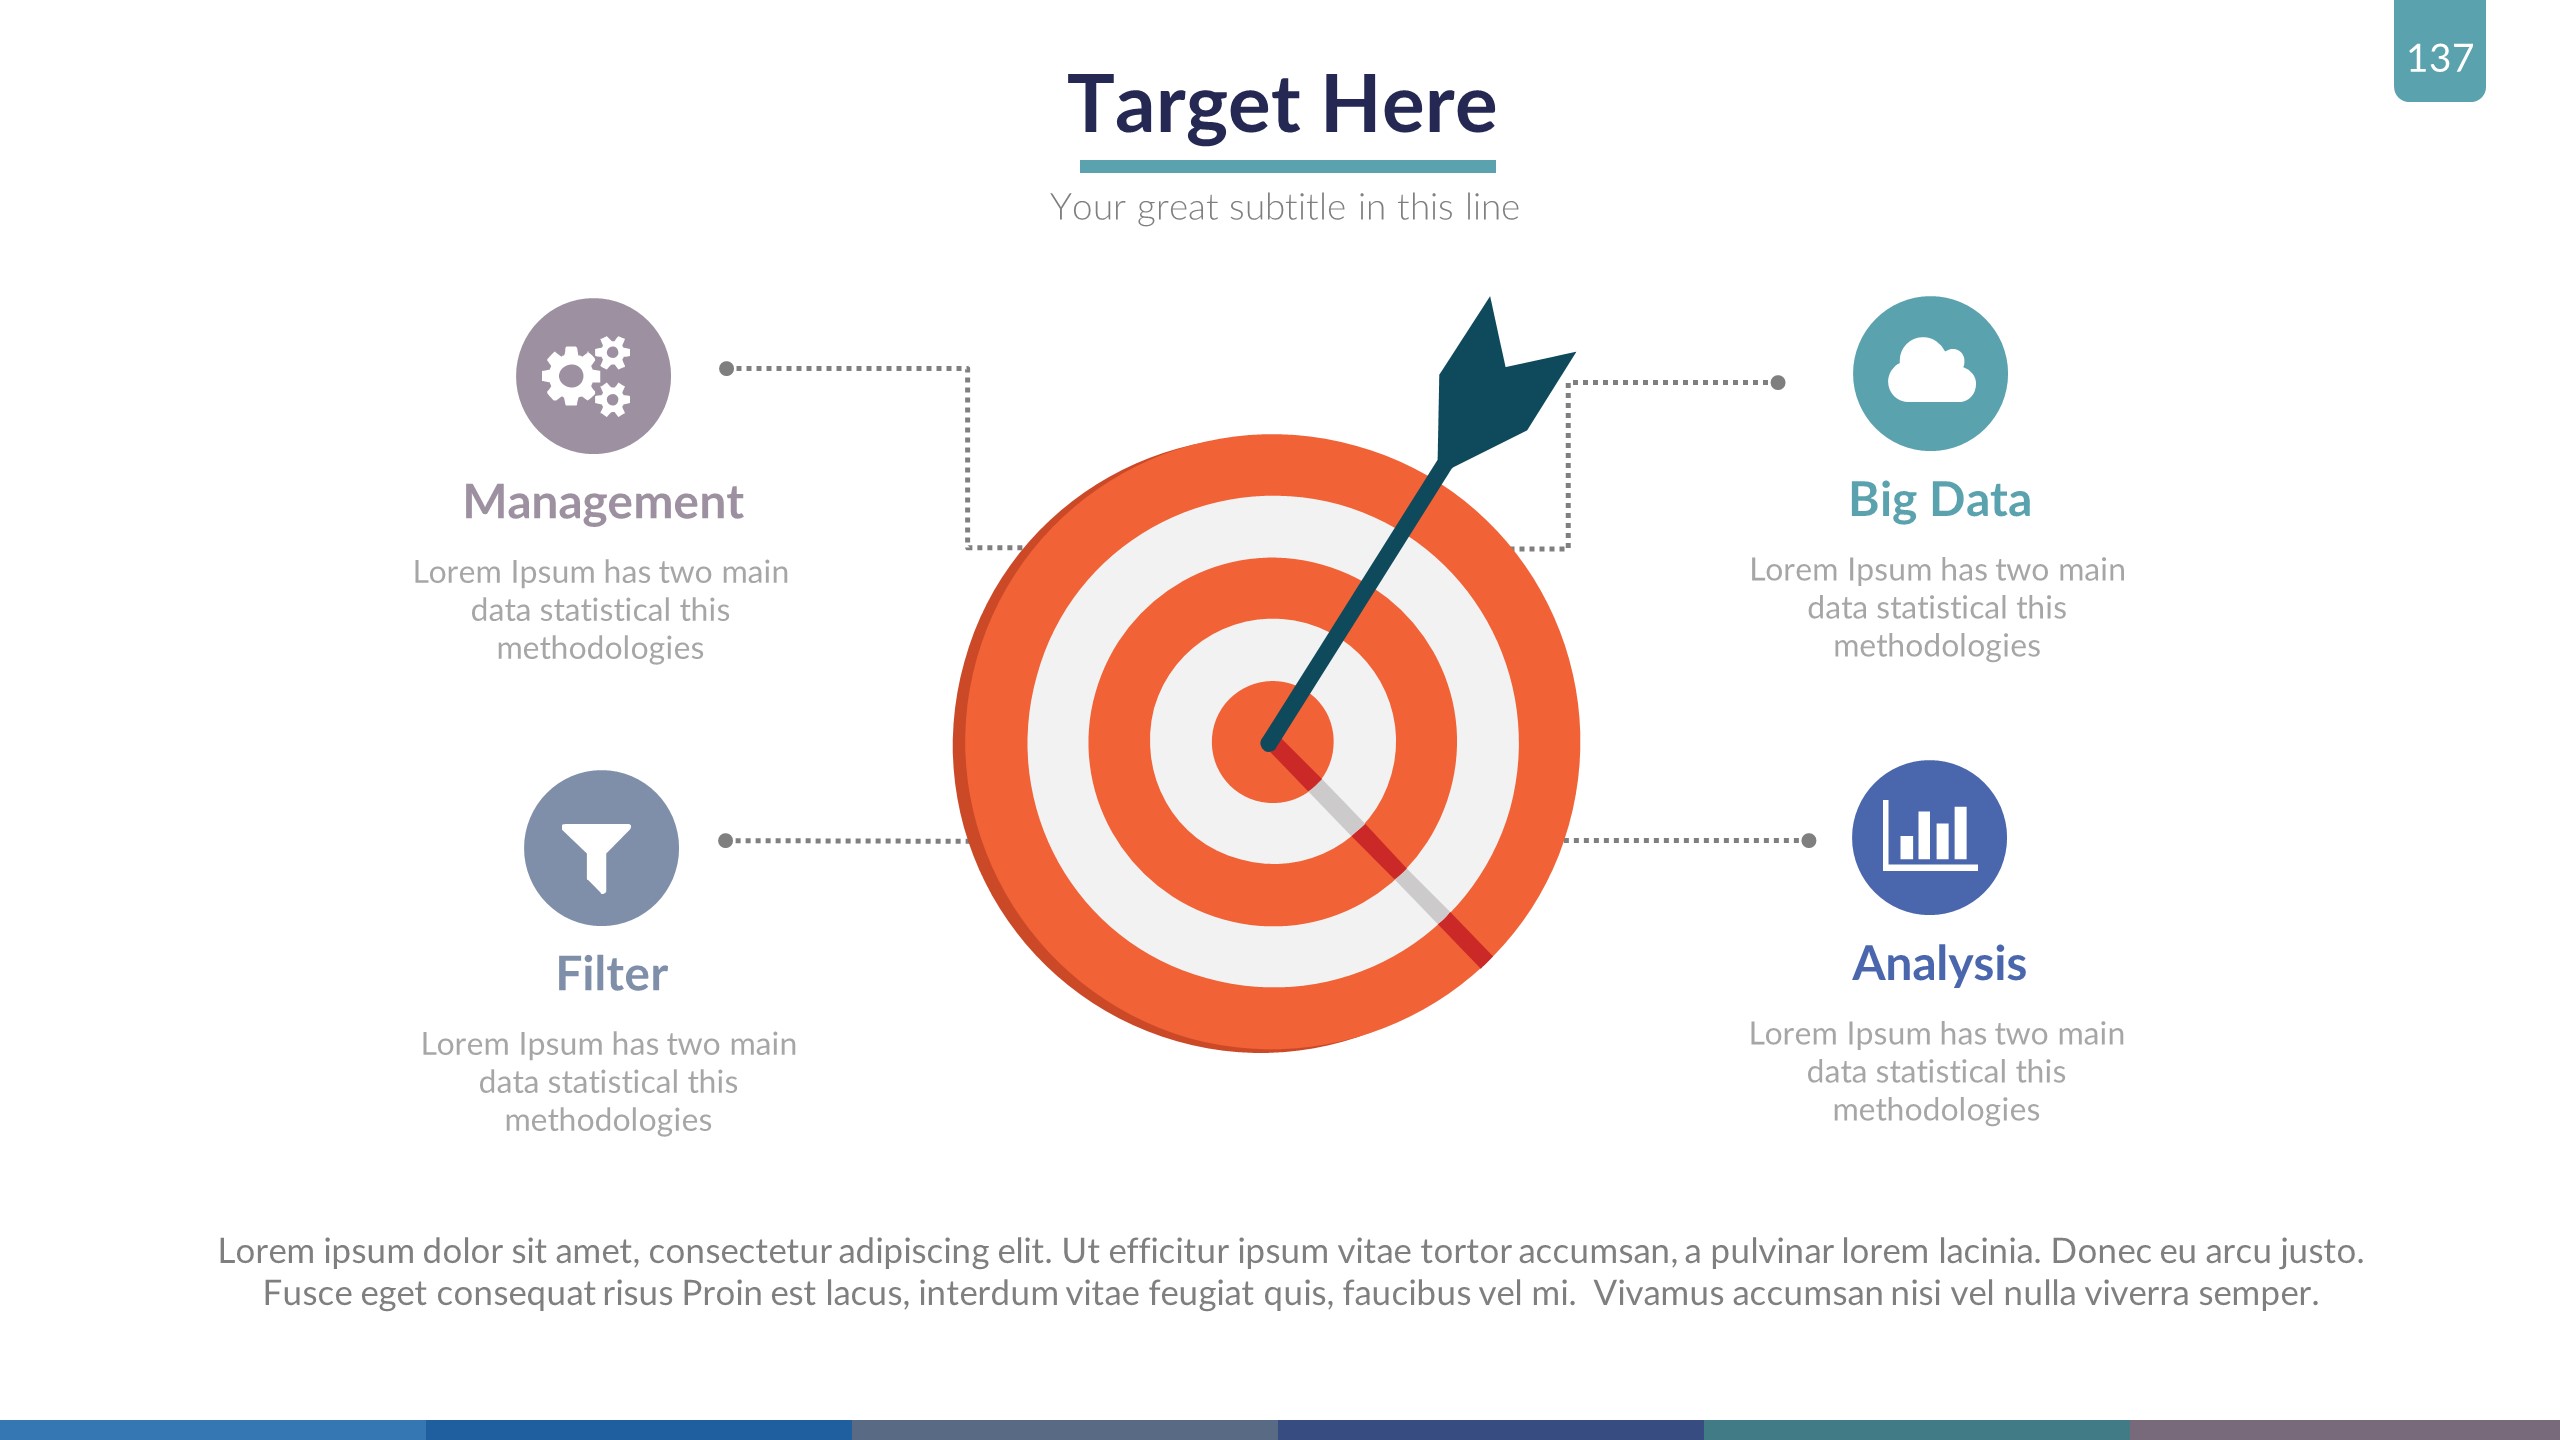 137
Target Here
Your great subtitle in this line
Management
Lorem Ipsum has two main
data statistical this
methodologies
Big Data
Lorem Ipsum has two main
data statistical this
methodologies
Filter
Lorem Ipsum has two main
data statistical this
methodologies
Analysis
Lorem Ipsum has two main
data statistical this
methodologies
Lorem ipsum dolor sit amet, consectetur adipiscing elit. Ut efficitur ipsum vitae tortor accumsan, a pulvinar lorem lacinia. Donec eu arcu justo.
Fusce eget consequat risus Proin est lacus, interdum vitae feugiat quis, faucibus vel mi.  Vivamus accumsan nisi vel nulla viverra semper.